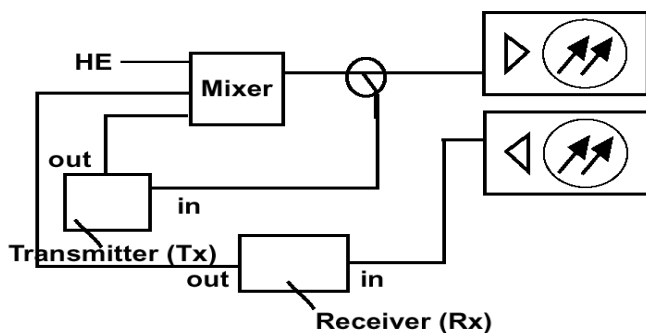 HE
Mixer
out
in
Transmitter (Tx)
out
in
Receiver (Rx)